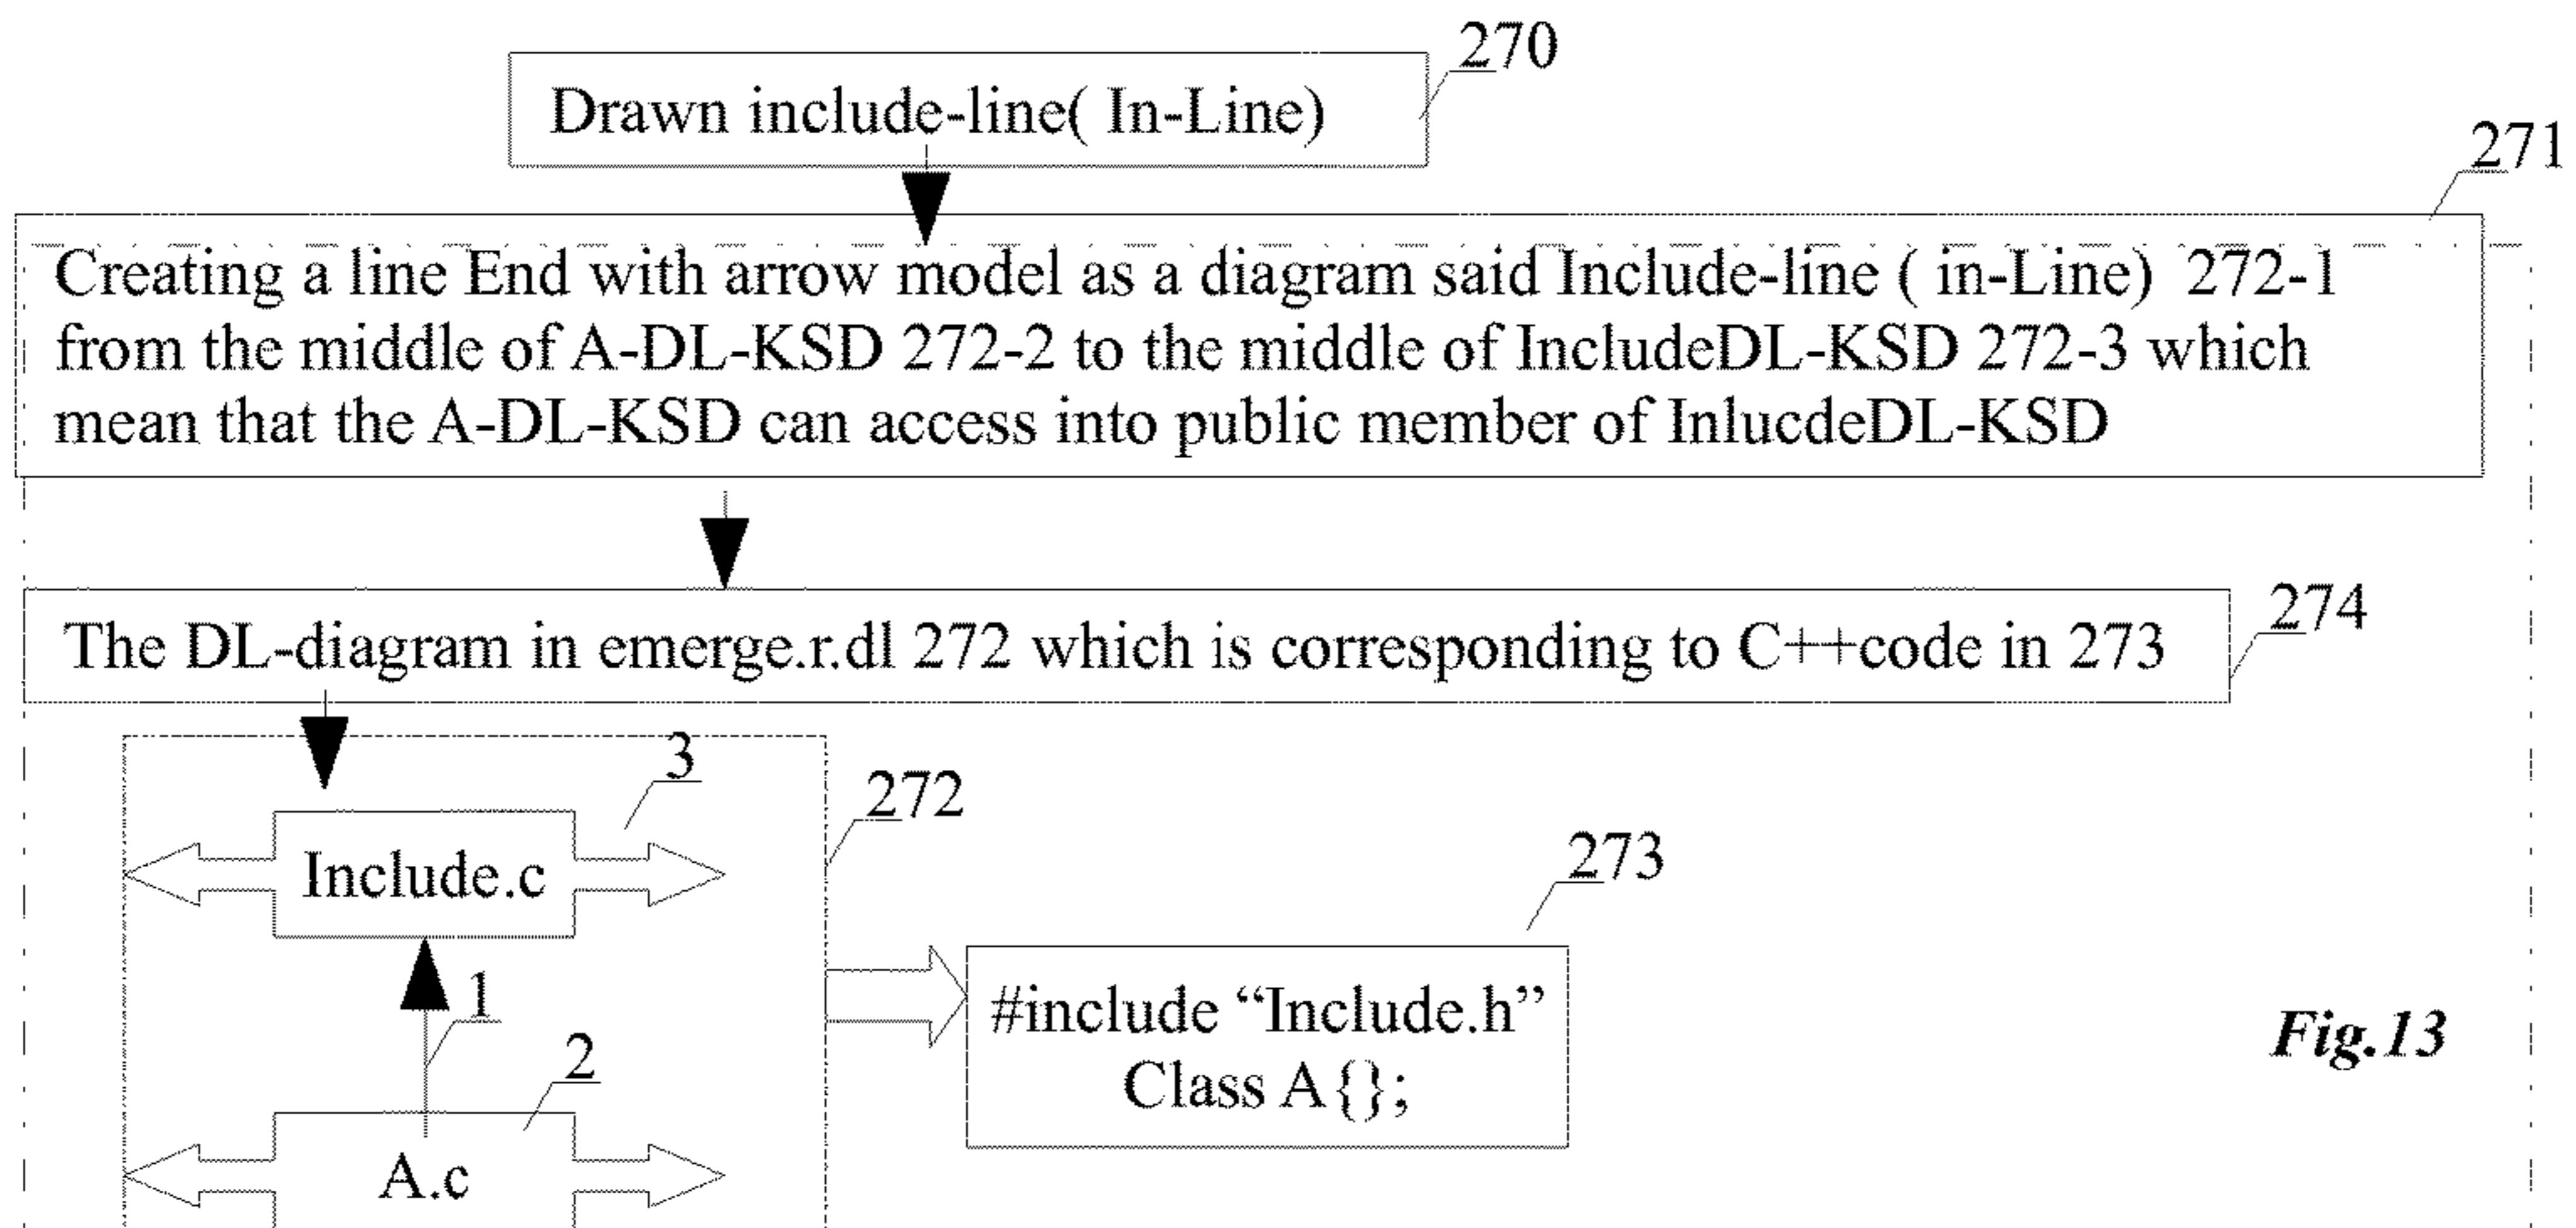 270
Drawn include-line( In-Line)
271
Creating a line End with arrow model as a diagram said Include-line ( in-Line) 272-1
from the middle of A-DL-KSD 272-2 to the middle of IncludeDL-KSD 272-3 which
mean that the A-DL-KSD can access into public member of InlucdeDL-KSD
274
The DL-diagram in emerge.r.dl 272 which is corresponding to C++code in 273
3
272
Include.c
273
1
#include “Include.h”
Class A{};
2
A.c
Fig.13